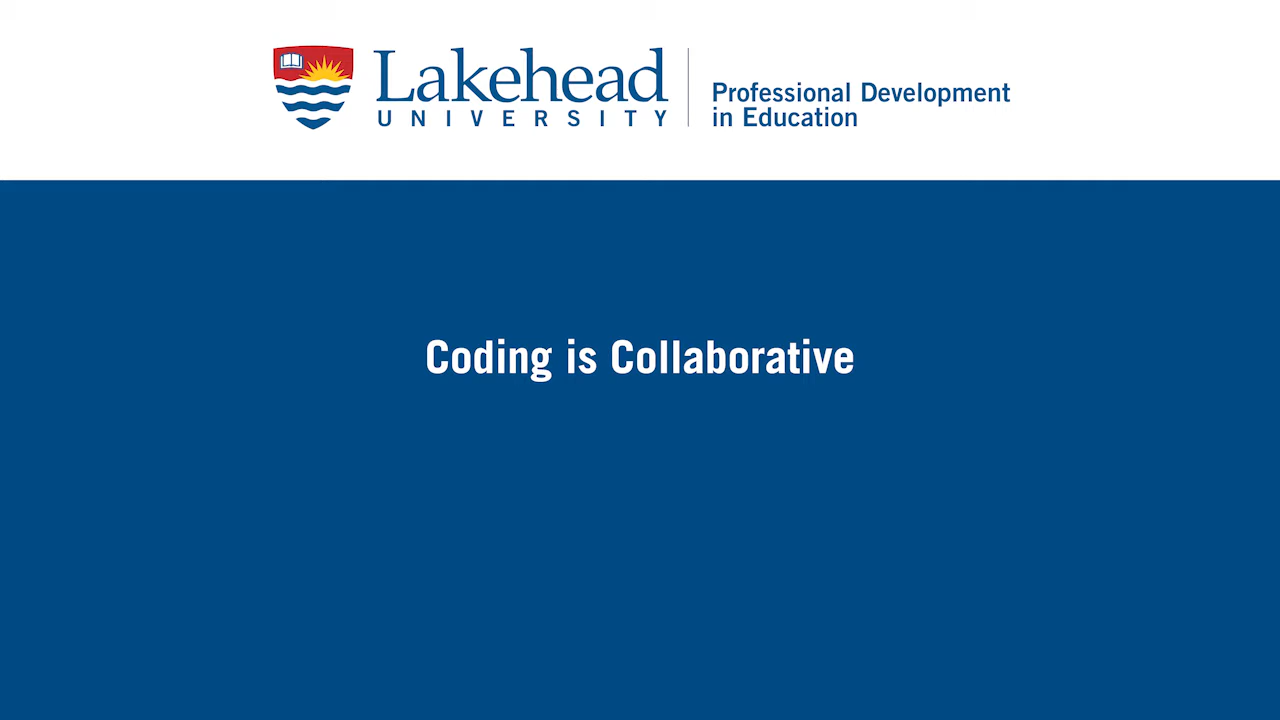 Lakehead
UNIVERSITY
Professional Development
in Education
Coding is Collaborative